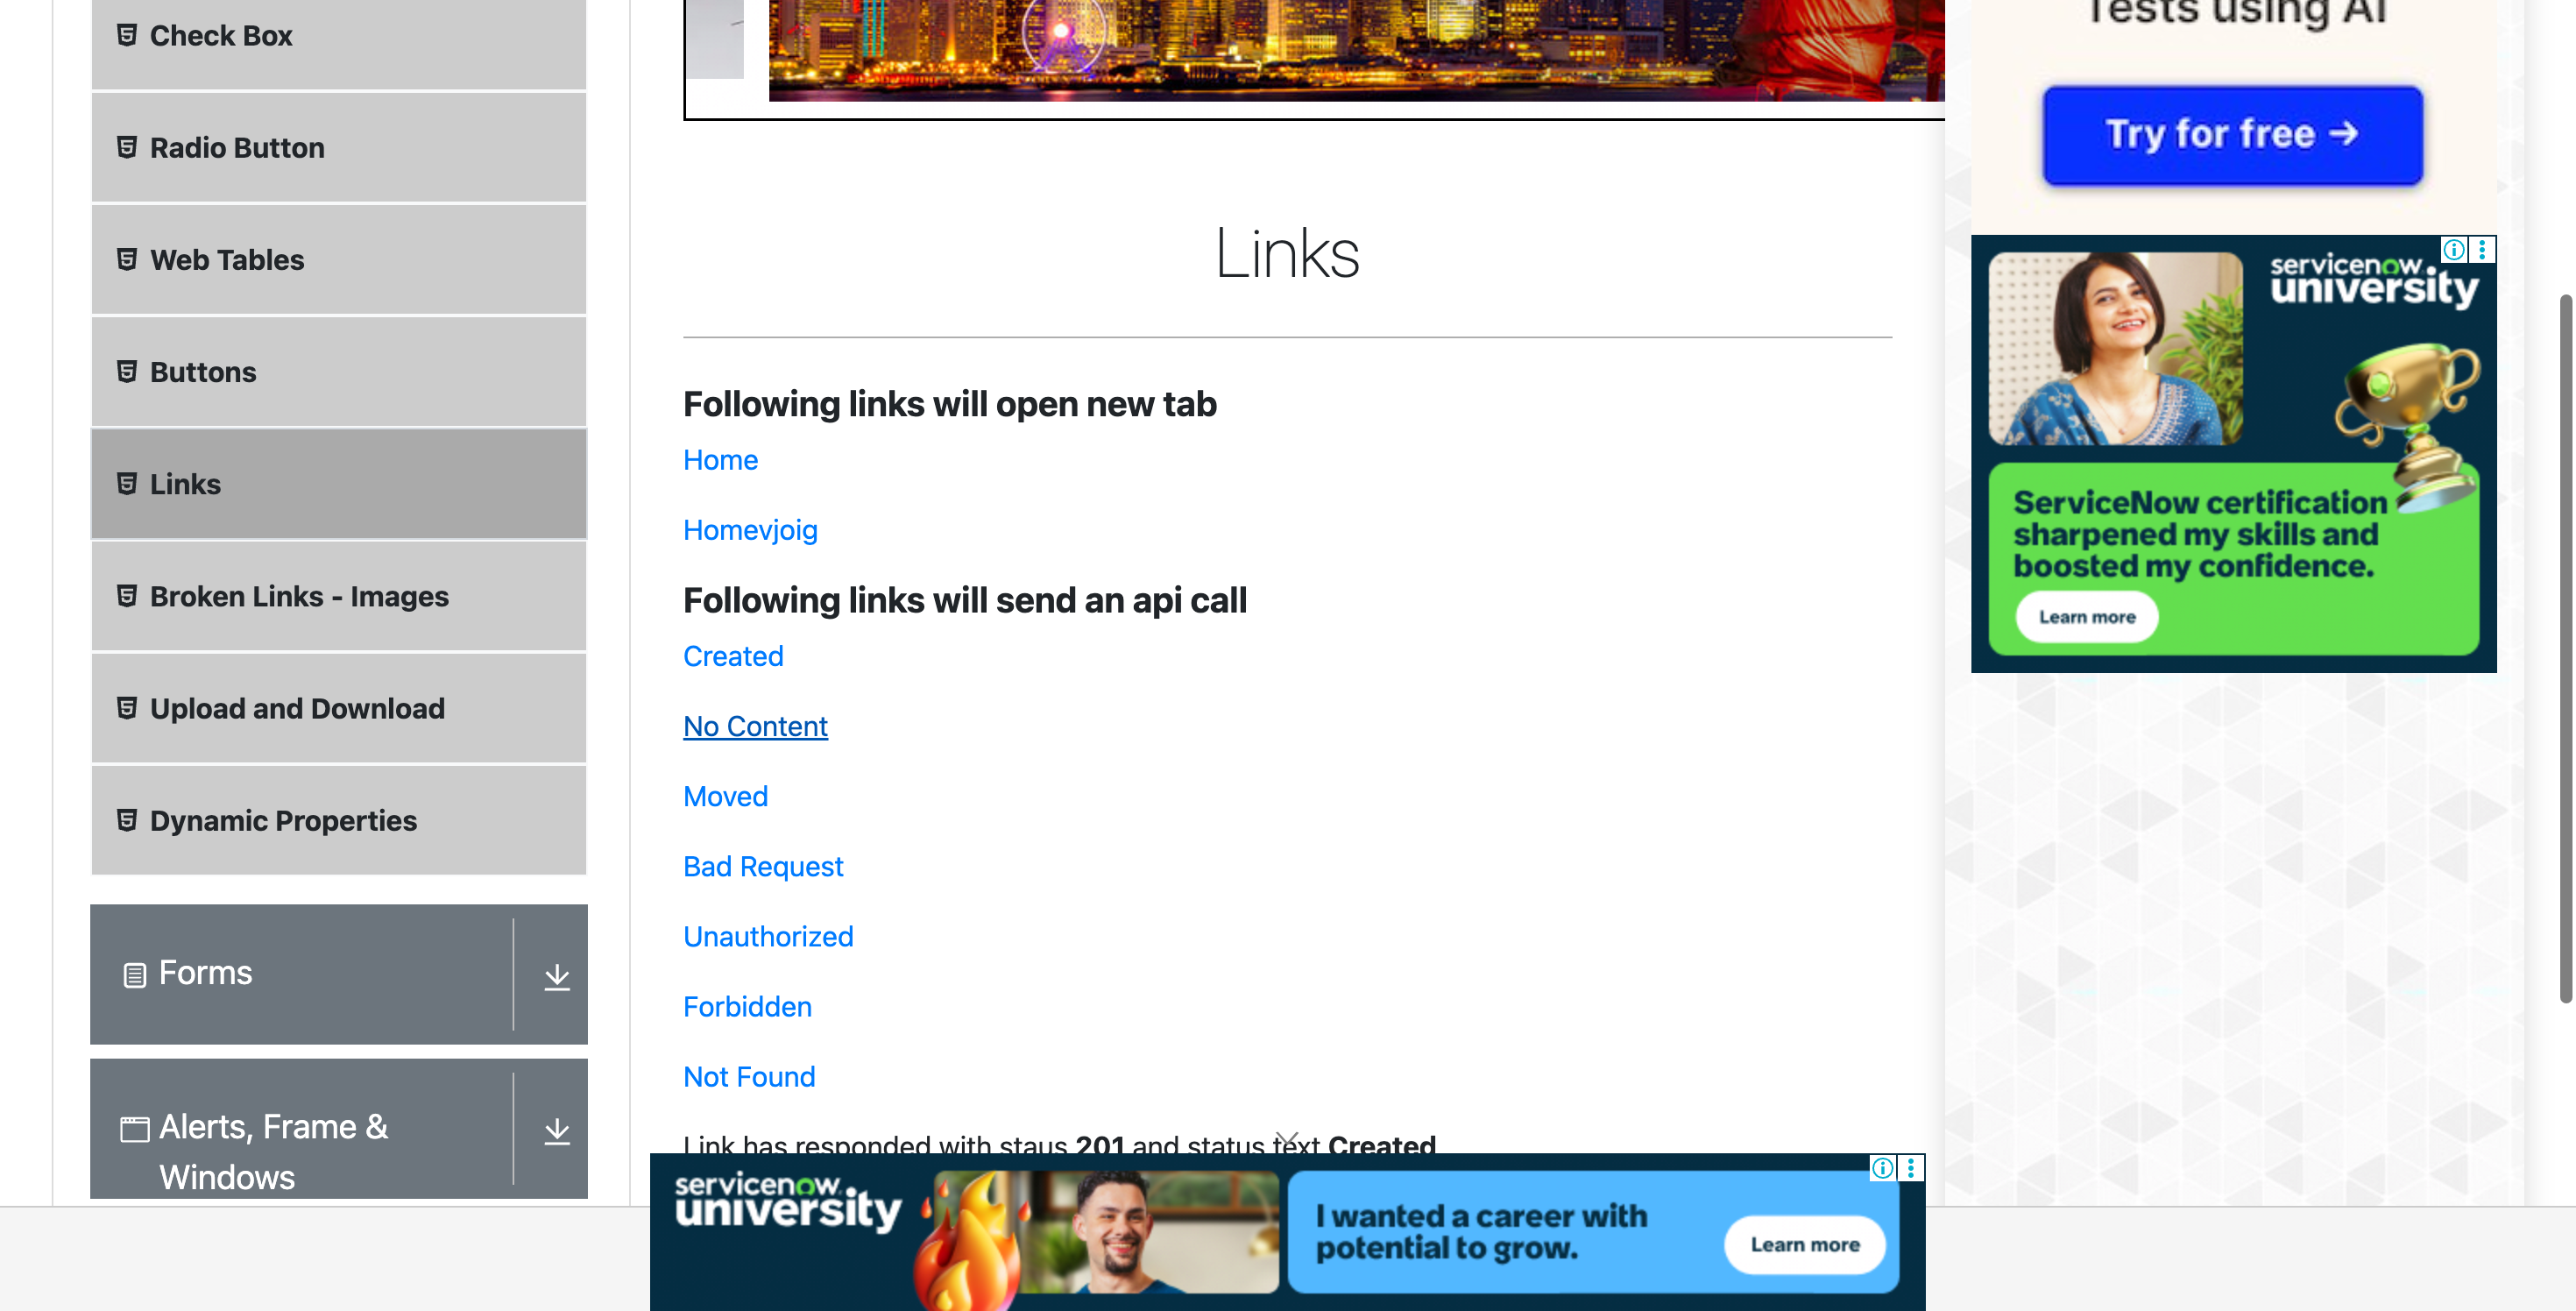 Check Box
Radio Button
Web Tables
Buttons
Links
Broken Links - Images
Upload and Download
Dynamic Properties
Forms
Alerts, Frame &
Windows
Links
Following links will open new tab
Home
Homevjoig
Following links will send an api call
Created
No Content
Moved
Bad Request
Unauthorized
Forbidden
Not Found
Link has responded with staus 201 and status text Created
Tests using AI
Try for free →
servicenow
university
ServiceNow certification
sharpened my skills and
boosted my confidence.
Learn more
servicenow
university
I wanted a career with
potential to grow.
Learn more